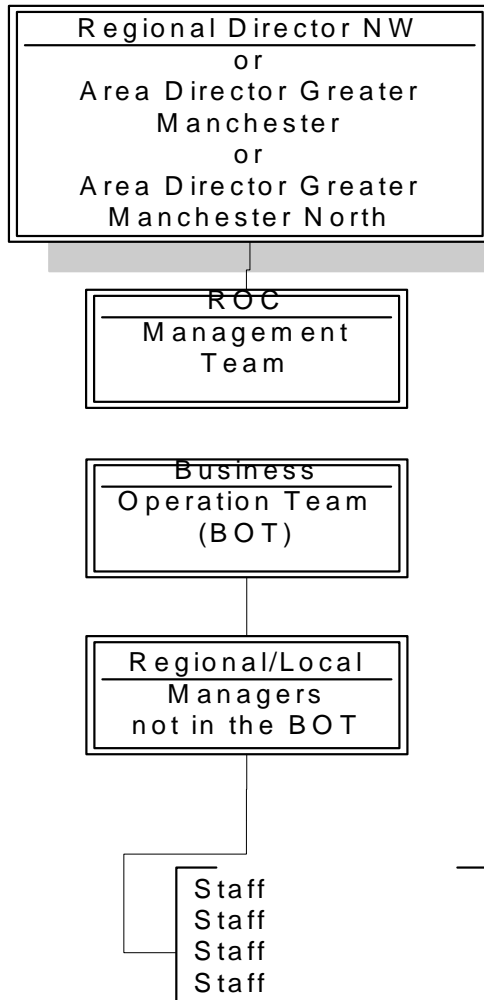 Regional Director NW
or
Area Director Greater
Manchester
or
Area Director Greater
Manchester North
ROC
Management
Team
Business
Operation Team
(BOT)
Regional/Local
Managers
not in the BOT
Staff
Staff
Staff
Staff